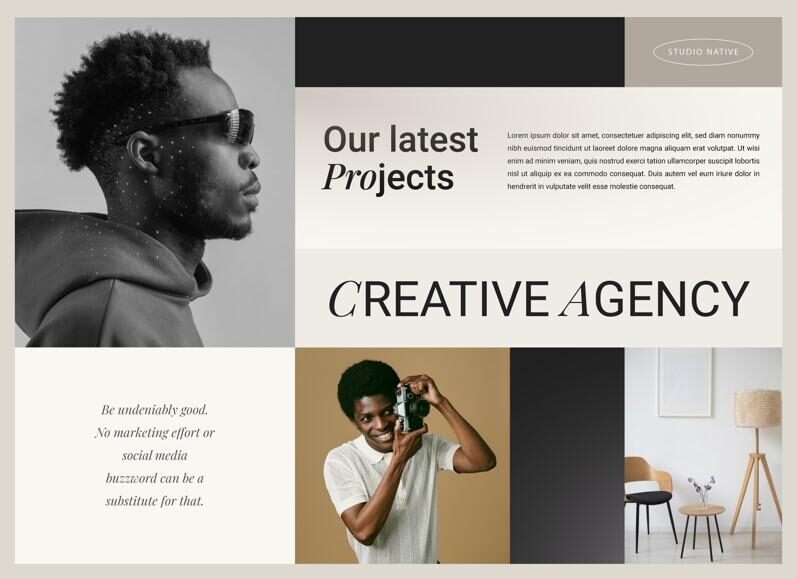 STUDIO NATIVE
Our latest
Projects
Lorem ipsum dolor sit amet, consectetuer adipiscing elit, sed diam nonummy
nibh euismod tincidunt ut laoreet dolore magna aliquam erat volutpat. Ut wisi
enim ad minim veniam, quis nostrud exerci tation ullamcorper suscipit lobortis
nisl ut aliquip ex ea commodo consequat. Duis autem vel eum iriure dolor in
hendrerit in vulputate velit esse molestie consequat.
CREATIVE AGENCY
Be undeniably good.
No marketing effort or
social media
buzzword can be a
substitute for that.